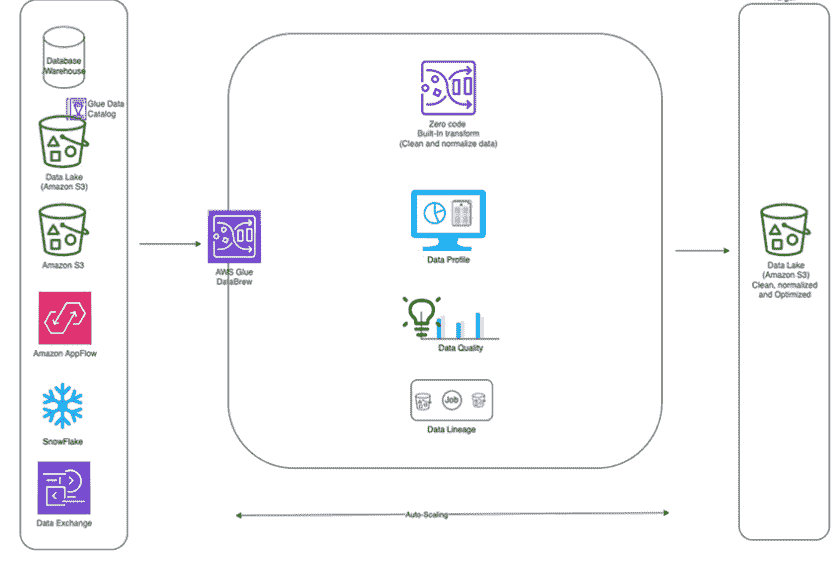 Database
Warehouse
Glue Data
Catalog
Data Lake
(Amazon S3)
Amazon S3
Amazon AppFlow
SnowFlake
Data Exchange
AWS Glue
DataBrew
Zero code
Built-In transform
(Clean and normalize data)
Data Profile
Data Quality
Job
Data Lineage
Auto Scaling
Data Lake
(Amazon S3)
Clean, normalized
and Optimized